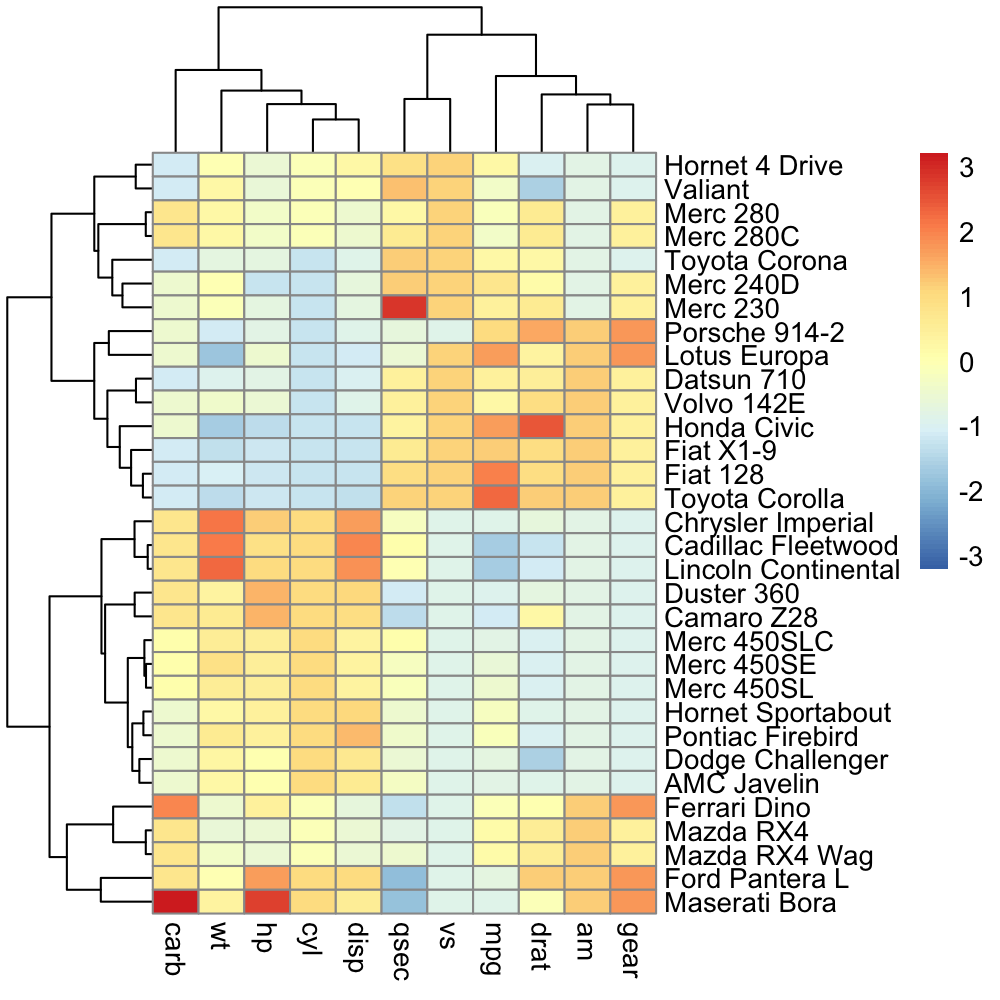 Hornet 4 Drive
Valiant
Merc 280
Merc 280C
Toyota Corona
Merc 240D
Merc 230
Porsche 914-2
Lotus Europa
Datsun 710
Volvo 142E
Honda Civic
Fiat X1-9
Fiat 128
Toyota Corolla
Chrysler Imperial
Cadillac Fleetwood
Lincoln Continental
Duster 360
Camaro Z28
Merc 450SLC
Merc 450SE
Merc 450SL
Hornet Sportabout
Pontiac Firebird
Dodge Challenger
AMC Javelin
Ferrari Dino
Mazda RX4
Mazda RX4 Wag
Ford Pantera L
Maserati Bora
carb
wt
hp
cyl
disp
qsec
vs
mpg
drat
am
gear
3
2
1
0
-1
-2
-3